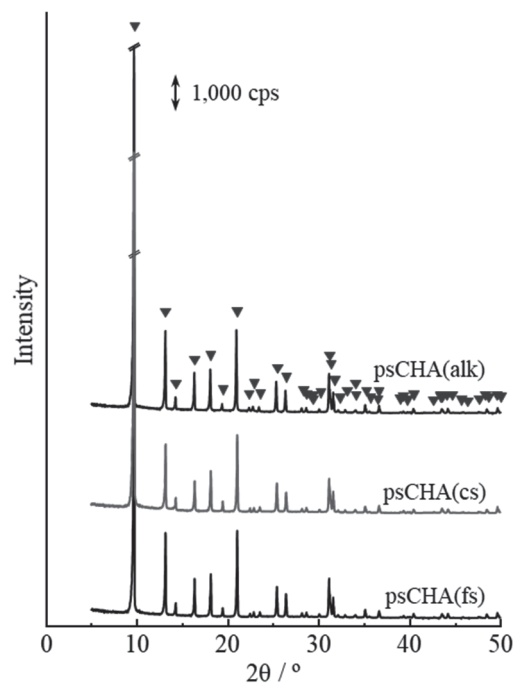 1,000 cps
Intensity
psCHA(alk)
psCHA(cs)
psCHA(fs)
0 10 20 30 40 50
2θ / º